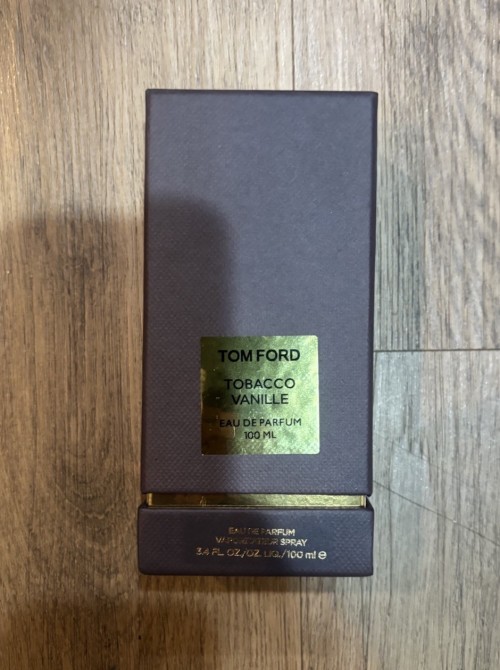 TOM FORD
TOBACCO
VANILLE
EAU DE PARFUM
100 ML
EAU DE PARFUM
VAPORISATEUR SPRAY
3.4 FL. OZ./OZ. LIQ./100 ml ℮